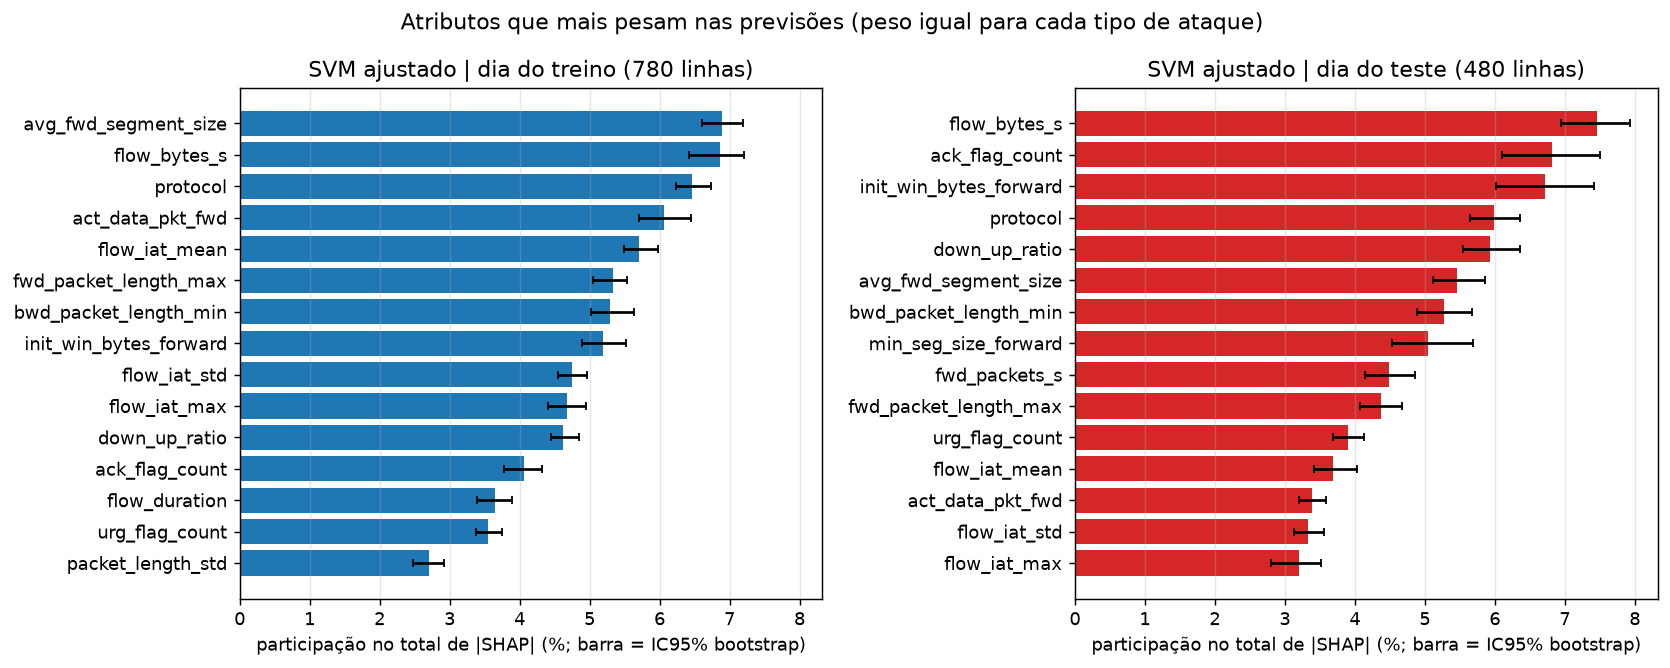 Atributos que mais pesam nas previsões (peso igual para cada tipo de ataque)
SVM ajustado | dia do treino (780 linhas)
avg_fwd_segment_size
flow_bytes_s
protocol
act_data_pkt_fwd
flow_iat_mean
fwd_packet_length_max
bwd_packet_length_min
init_win_bytes_forward
flow_iat_std
flow_iat_max
down_up_ratio
ack_flag_count
flow_duration
urg_flag_count
packet_length_std
0 1 2 3 4 5 6 7 8
participação no total de |SHAP| (%; barra = IC95% bootstrap)
SVM ajustado | dia do teste (480 linhas)
flow_bytes_s
ack_flag_count
init_win_bytes_forward
protocol
down_up_ratio
avg_fwd_segment_size
bwd_packet_length_min
min_seg_size_forward
fwd_packets_s
fwd_packet_length_max
urg_flag_count
flow_iat_mean
act_data_pkt_fwd
flow_iat_std
flow_iat_max
0 1 2 3 4 5 6 7 8
participação no total de |SHAP| (%; barra = IC95% bootstrap)